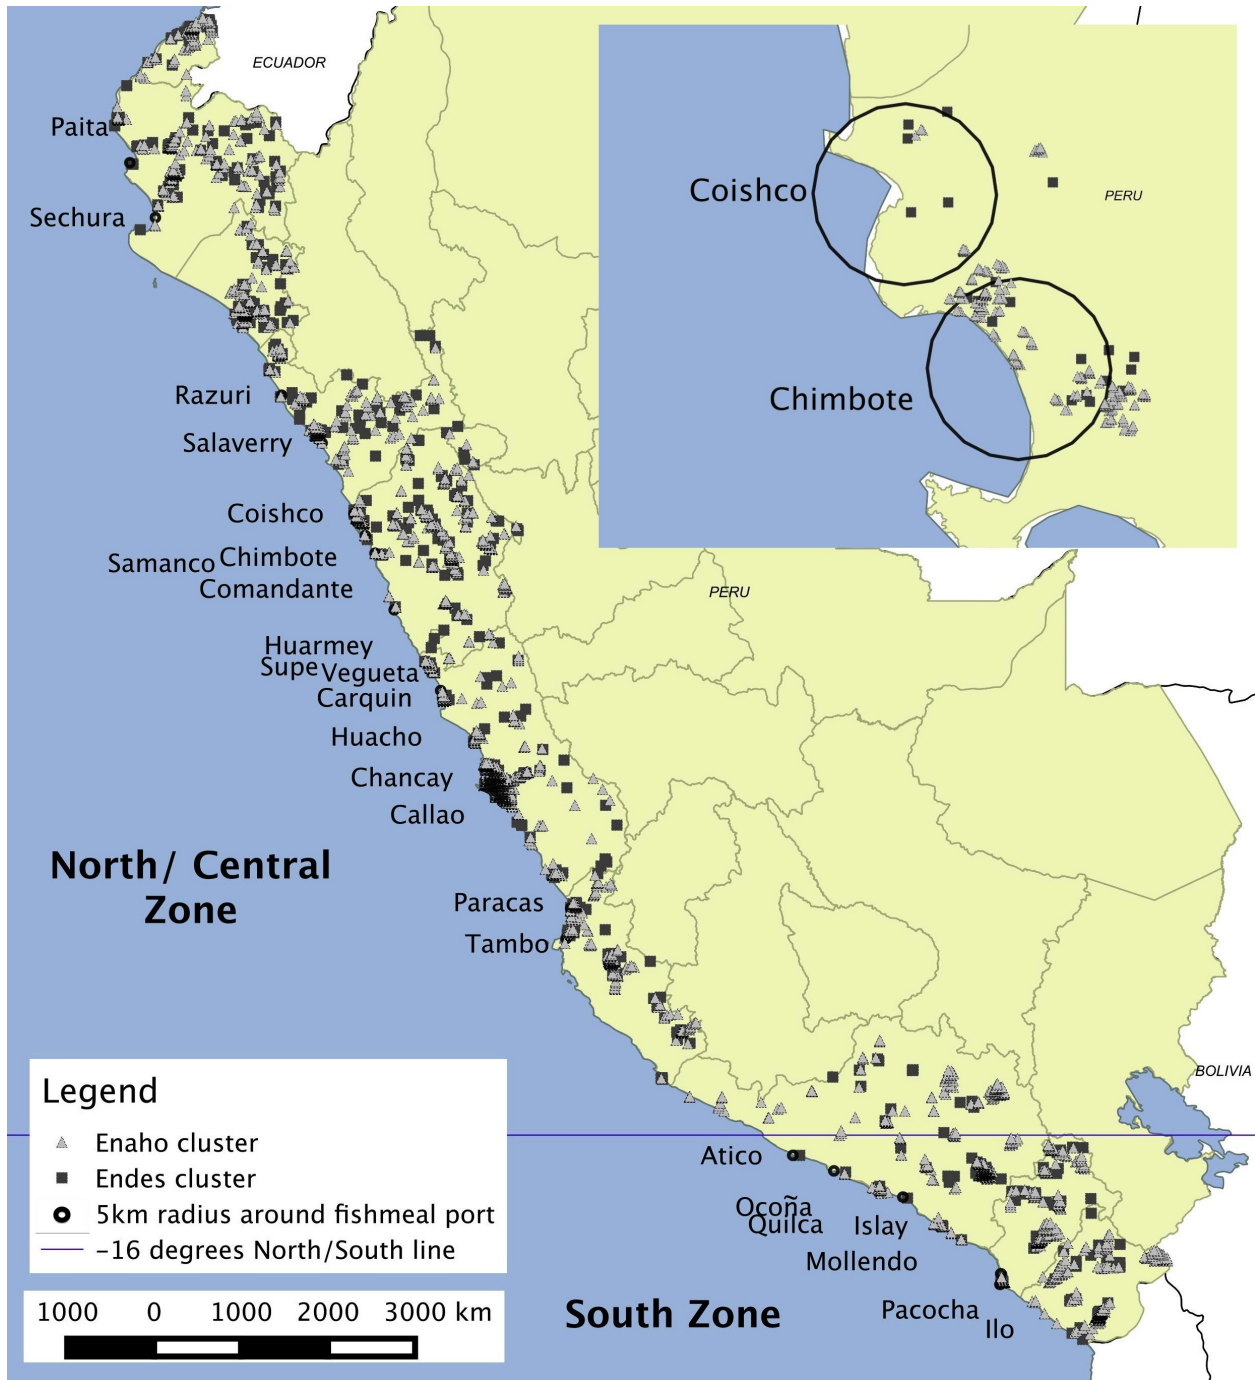 ECUADOR
Paita
Sechura
Coishco
PERU
Chimbote
Razuri
Salaverry
Coishco
Samanco Chimbote
Comandante
PERU
Huarmey
Supe Vegueta
Carquin
Huacho
Chancay
Callao
North/ Central
Zone
Paracas
Tambo
BOLIVIA
Legend
Enaho cluster
Endes cluster
5km radius around fishmeal port
-16 degrees North/South line
Atico
Ocoña
Quilca Islay
Mollendo
Pacocha
Ilo
South Zone
1000 0 1000 2000 3000 km